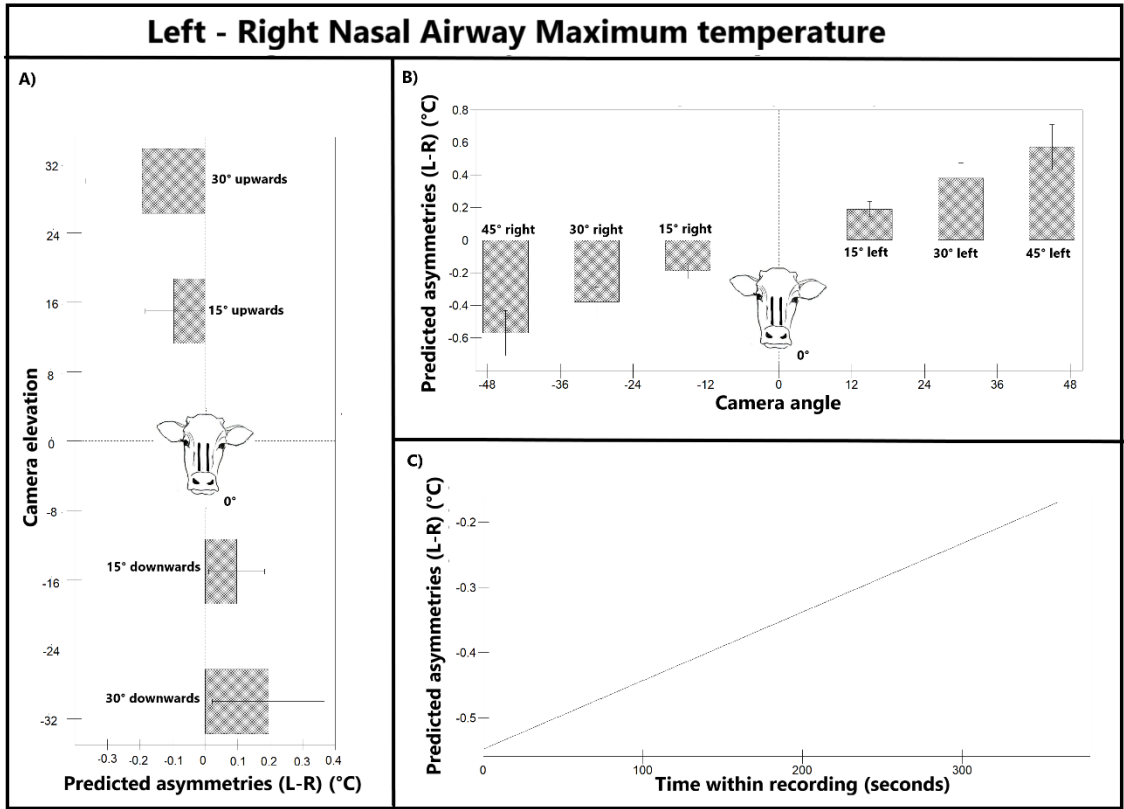 Left - Right Nasal Airway Maximum temperature
A)
Camera elevation
32
24
16
8
0
-8
-16
-24
-32
30° upwards
15° upwards
0°
15° downwards
30° downwards
-0.3 -0.2 -0.1 0 0.1 0.2 0.3 0.4
Predicted asymmetries (L-R) (°C)
B)
Predicted asymmetries (L-R) (°C)
0.8
0.6
0.4
0.2
0
-0.2
-0.4
-0.6
45° right 30° right 15° right
15° left 30° left 45° left
0°
-48 -36 -24 -12 0 12 24 36 48
Camera angle
C)
Predicted asymmetries (L-R) (°C)
-0.2
-0.3
-0.4
-0.5
0 100 200 300
Time within recording (seconds)